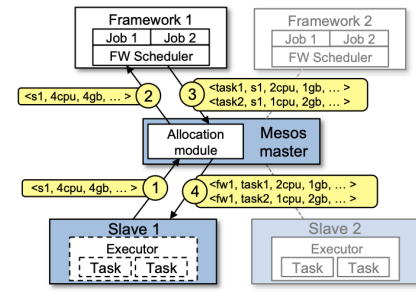 Framework 1
Job 1
Job 2
FW Scheduler
Framework 2
Job 1
Job 2
FW Scheduler
<s1, 4cpu, 4gb, … >
2
3
<task1, s1, 2cpu, 1gb, … >
<task2, s1, 1cpu, 2gb, … >
Allocation
module
Mesos
master
<s1, 4cpu, 4gb, … >
1
4
<fw1, task1, 2cpu, 1gb, … >
<fw1, task2, 1cpu, 2gb, … >
Slave 1
Executor
Task
Task
Slave 2
Executor
Task
Task